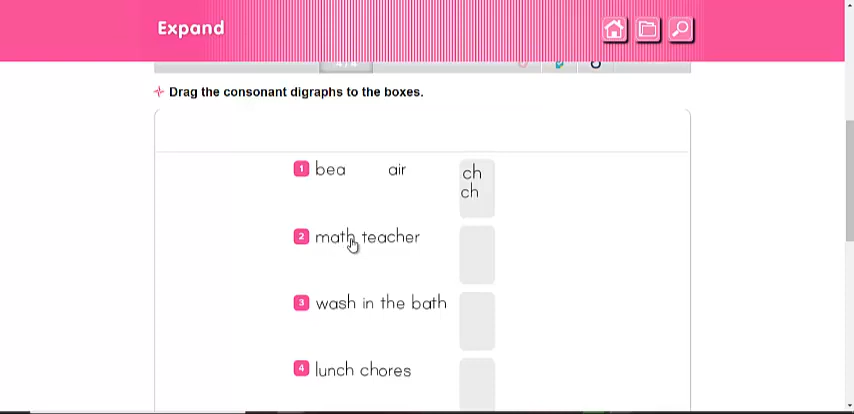 Expand
Drag the consonant digraphs to the boxes.
1 bea air ch
ch
2 math teacher
3 wash in the bath
4 lunch chores